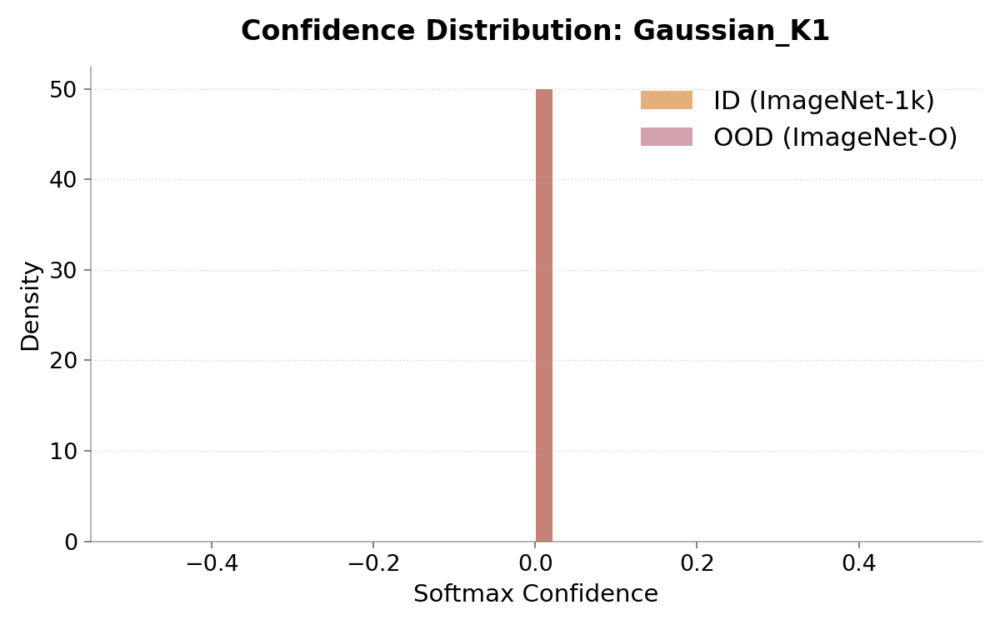 Confidence Distribution: Gaussian_K1
ID (ImageNet-1k)
OOD (ImageNet-O)
Density
50
40
30
20
10
0
−0.4
−0.2
0.0
0.2
0.4
Softmax Confidence